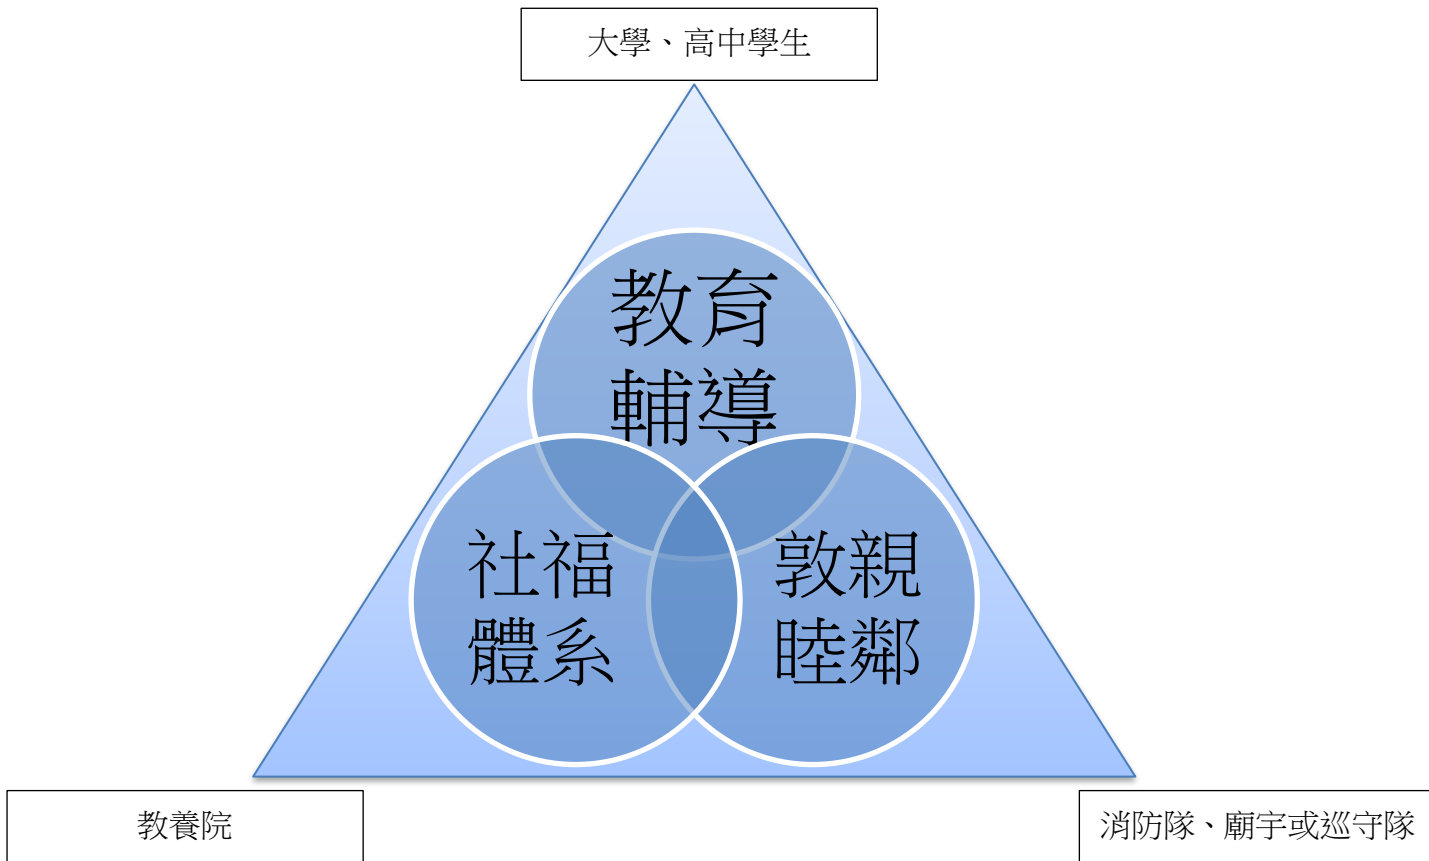 大學、高中學生
教育
輔導
社福
體系
敦親
睦鄰
教養院
消防隊、廟宇或巡守隊